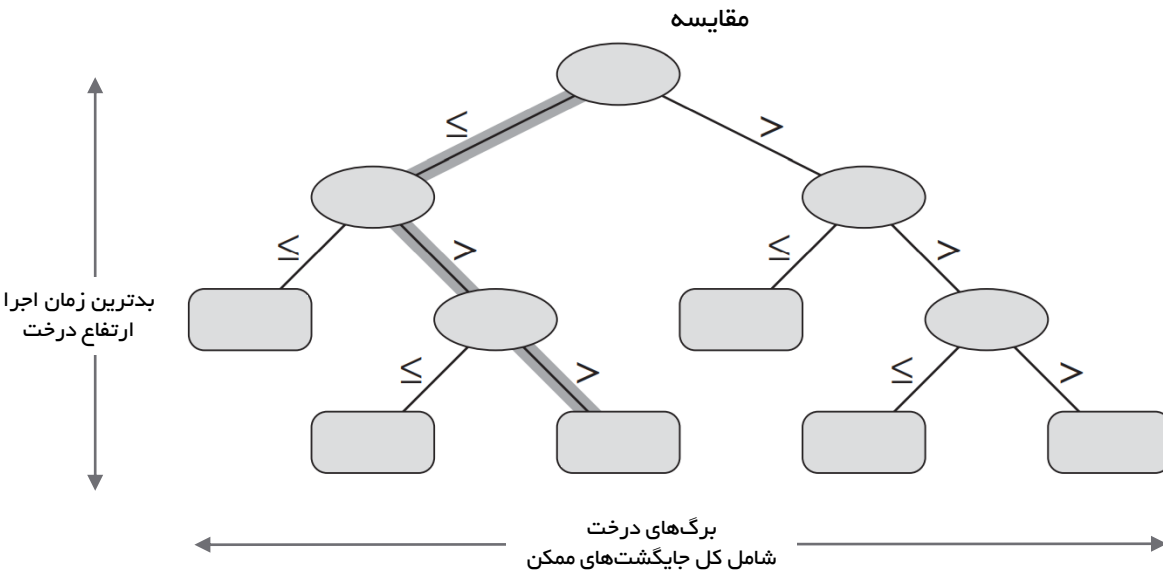 مقایسه
≤
>
≤
>
≤
>
بدترین زمان اجرا
ارتفاع درخت
≤
>
≤
>
برگ‌های درخت
شامل کل جایگشت‌های ممکن